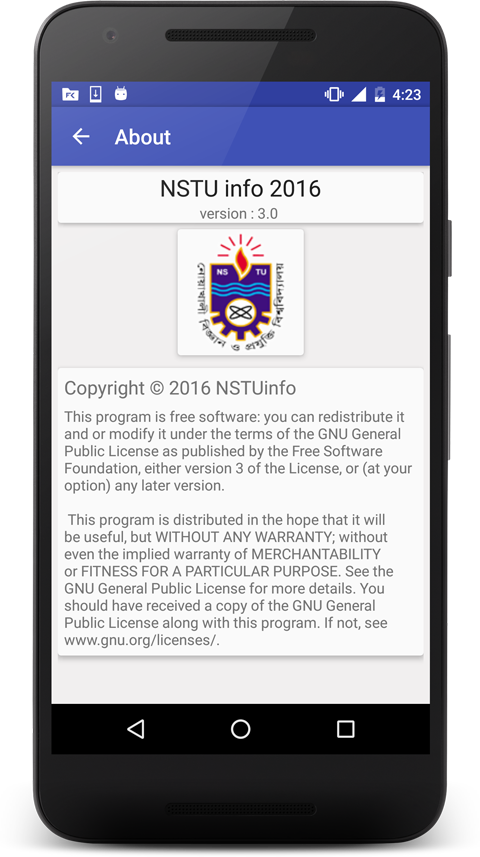 4:23
About
NSTU info 2016
version : 3.0
NS TU
নোয়াখালী বিজ্ঞান ও প্রযুক্তি বিশ্ববিদ্যালয়
Copyright © 2016 NSTUinfo
This program is free software: you can redistribute it
and or modify it under the terms of the GNU General
Public License as published by the Free Software
Foundation, either version 3 of the License, or (at your
option) any later version.
This program is distributed in the hope that it will
be useful, but WITHOUT ANY WARRANTY; without
even the implied warranty of MERCHANTABILITY
or FITNESS FOR A PARTICULAR PURPOSE. See the
GNU General Public License for more details. You
should have received a copy of the GNU General
Public License along with this program. If not, see
www.gnu.org/licenses/.